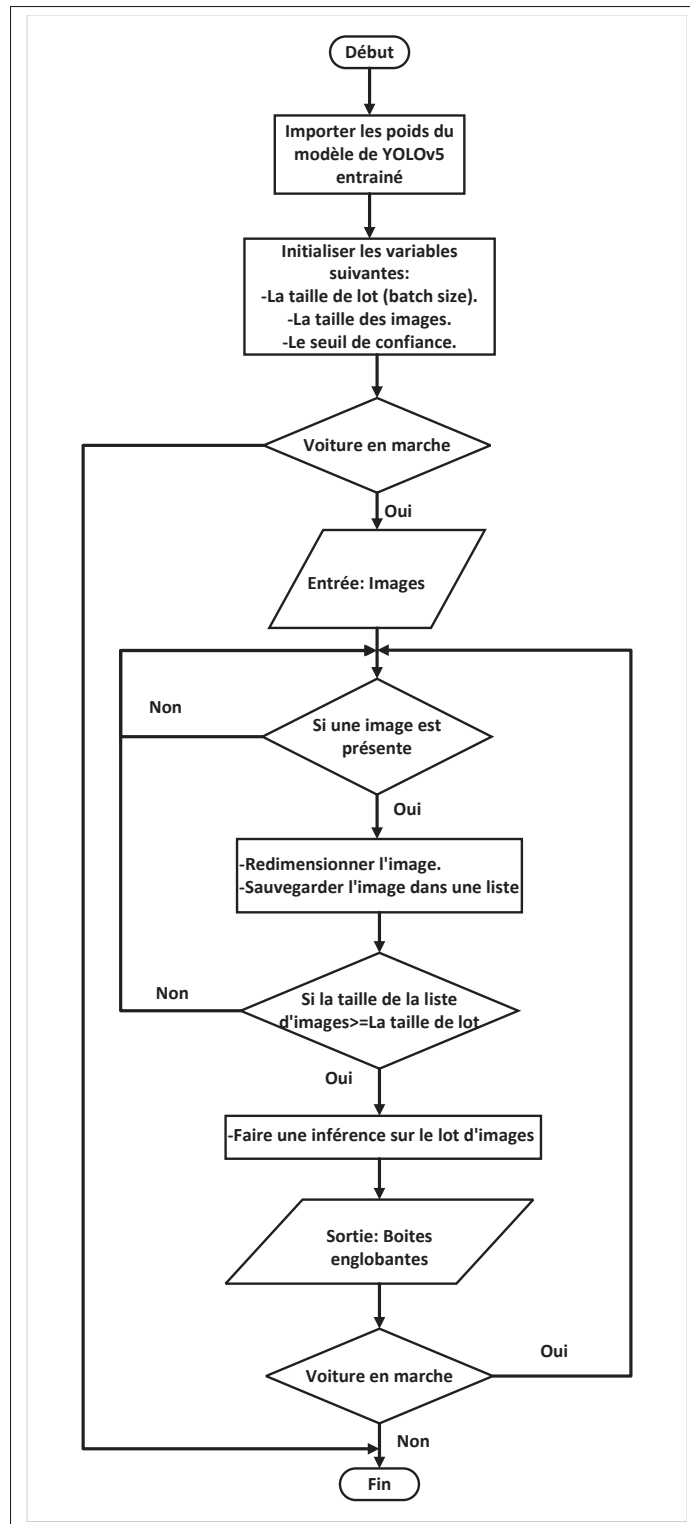 Début
Importer les poids du
modèle de YOLOv5
entrainé
Initialiser les variables
suivantes:
-La taille de lot (batch size).
-La taille des images.
-Le seuil de confiance.
Voiture en marche
Oui
Entrée: Images
Non
Si une image est
présente
Oui
-Redimensionner l'image.
-Sauvegarder l'image dans une liste
Non
Si la taille de la liste
d'images>=La taille de lot
Oui
-Faire une inférence sur le lot d'images
Sortie: Boites
englobantes
Voiture en marche
Oui
Non
Fin